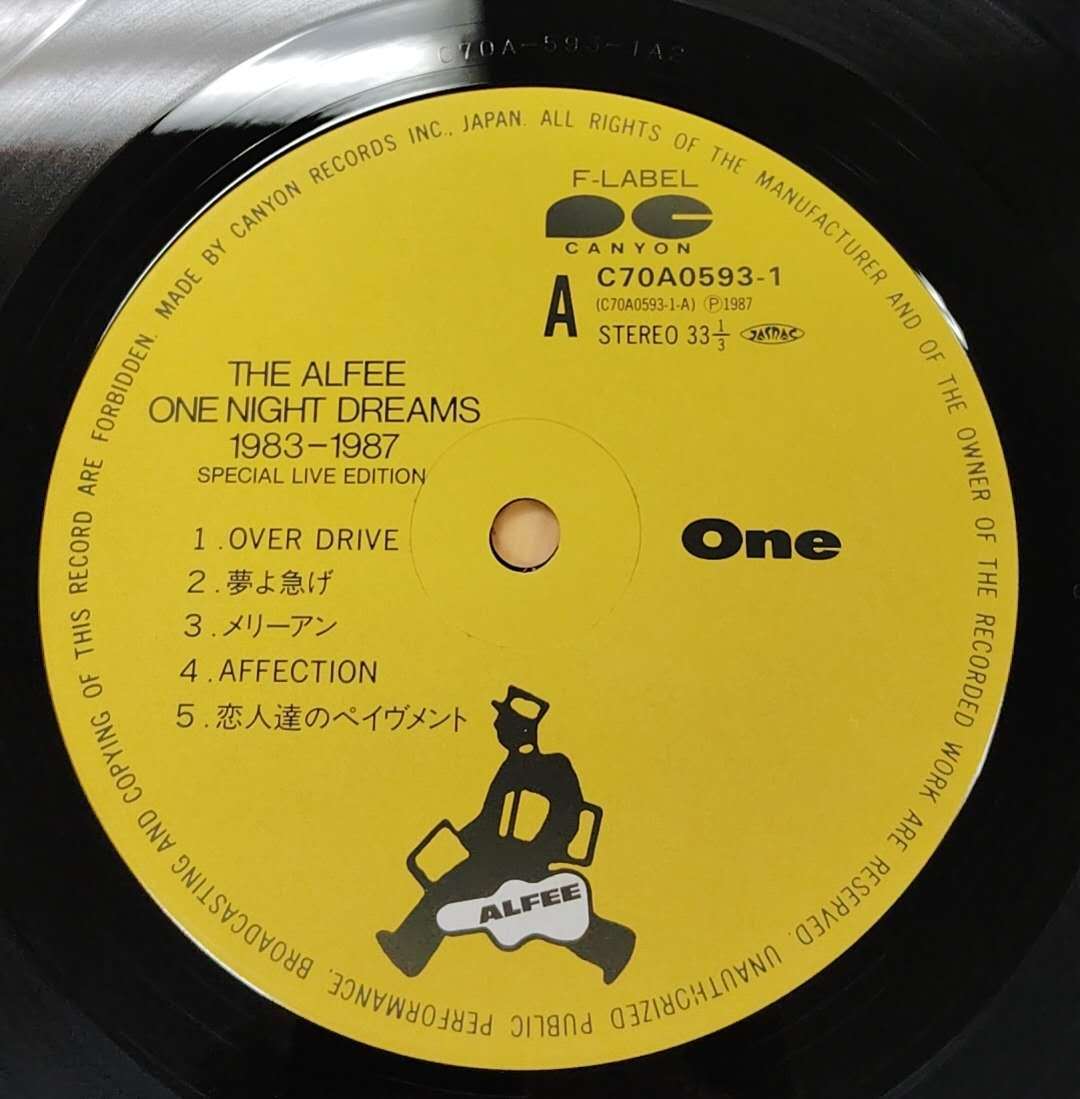 C70A-593-1A2
MADE BY CANYON RECORDS INC., JAPAN. ALL RIGHTS OF THE MANUFACTURER AND OF THE OWNER OF THE RECORDED WORK ARE RESERVED. UNAUTHORIZED PUBLIC PERFORMANCE. BROADCASTING AND COPYING OF THIS RECORD ARE FORBIDDEN.
F-LABEL
PC
CANYON
A
C70A0593-1
(C70A0593-1-A) Ⓟ1987
STEREO 33⅓ JASRAC
THE ALFEE
ONE NIGHT DREAMS
1983-1987
SPECIAL LIVE EDITION
1.OVER DRIVE
2.夢よ急げ
3.メリーアン
4.AFFECTION
5.恋人達のペイヴメント
One
ALFEE